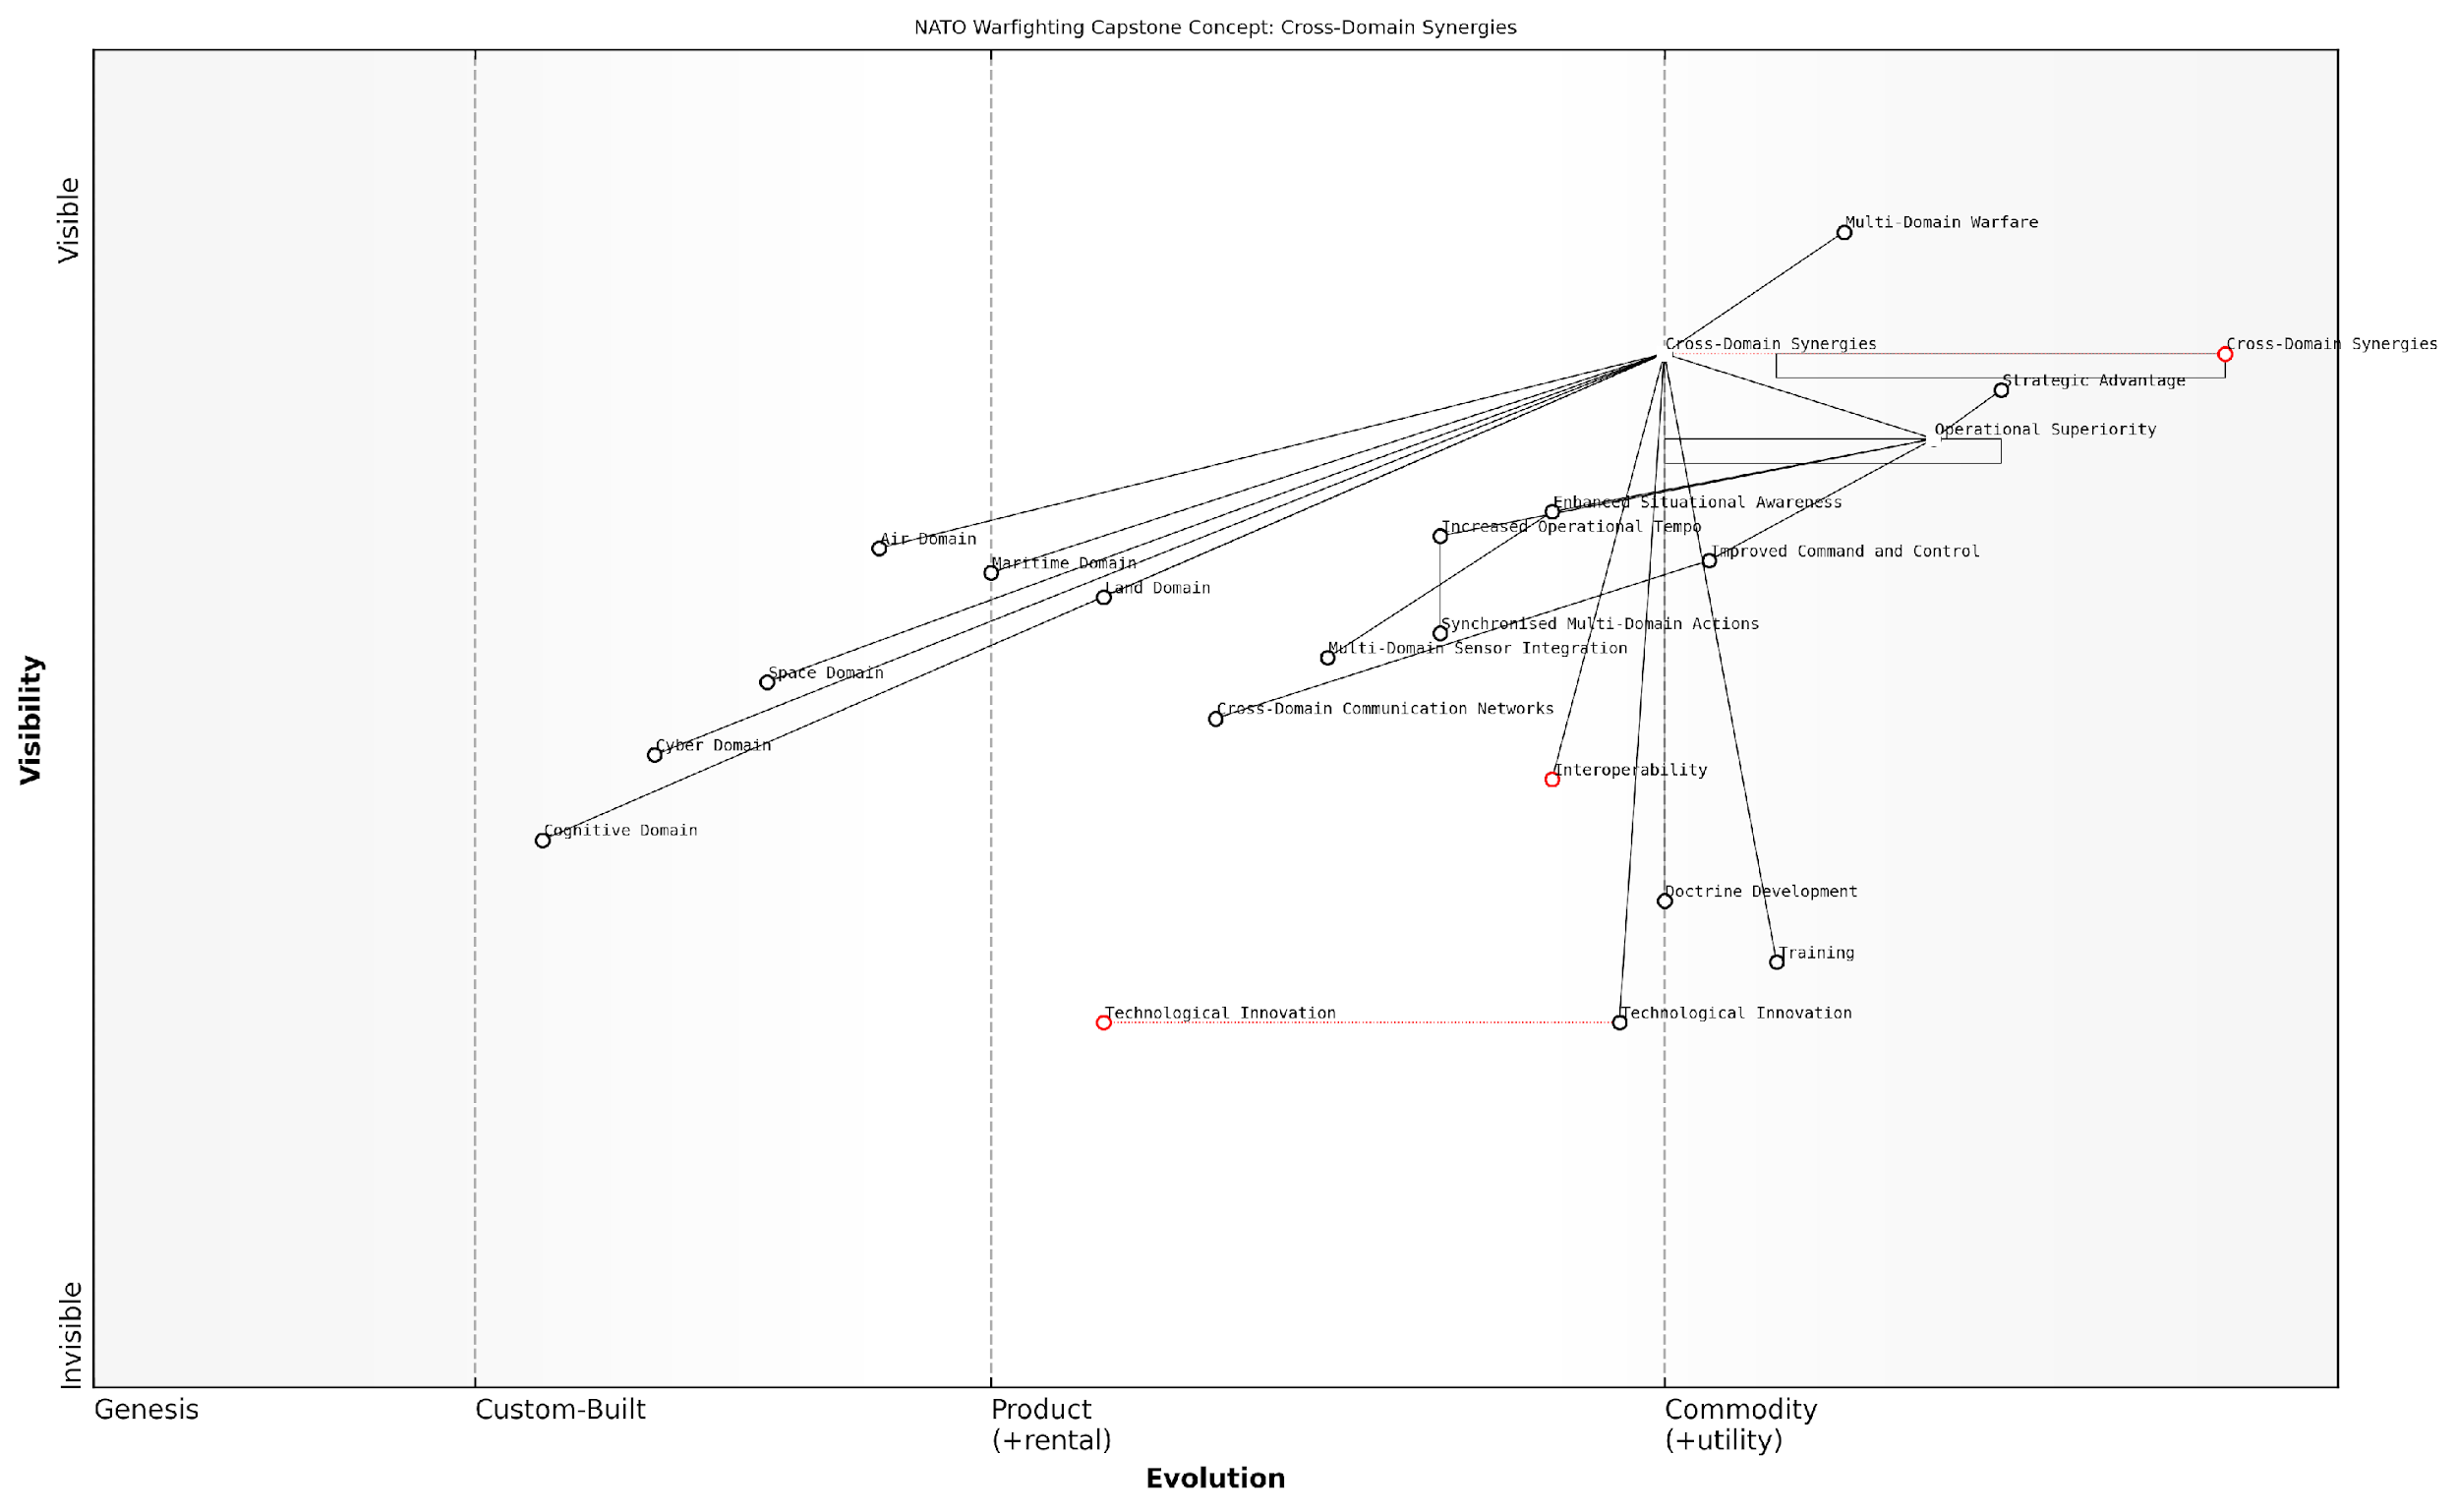 NATO Warfighting Capstone Concept: Cross-Domain Synergies
Visible
Visibility
Invisible
Multi-Domain Warfare
Cross-Domain Synergies
Cross-Domain Synergies
Strategic Advantage
Operational Superiority
Enhanced Situational Awareness
Increased Operational Tempo
Air Domain
Improved Command and Control
Maritime Domain
Land Domain
Synchronised Multi-Domain Actions
Multi-Domain Sensor Integration
Space Domain
Cross-Domain Communication Networks
Cyber Domain
Interoperability
Cognitive Domain
Doctrine Development
Training
Technological Innovation
Technological Innovation
Genesis
Custom-Built
Product
(+rental)
Commodity
(+utility)
Evolution